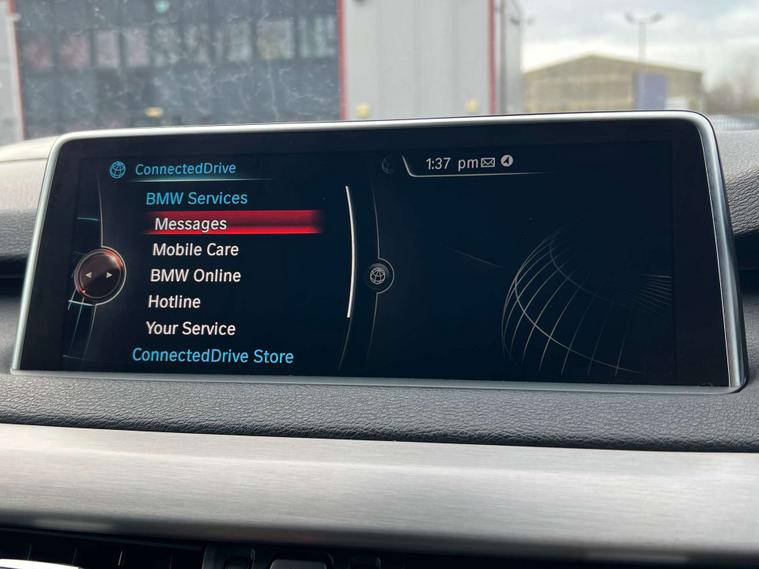 ConnectedDrive
1:37 pm
BMW Services
Messages
Mobile Care
BMW Online
Hotline
Your Service
ConnectedDrive Store